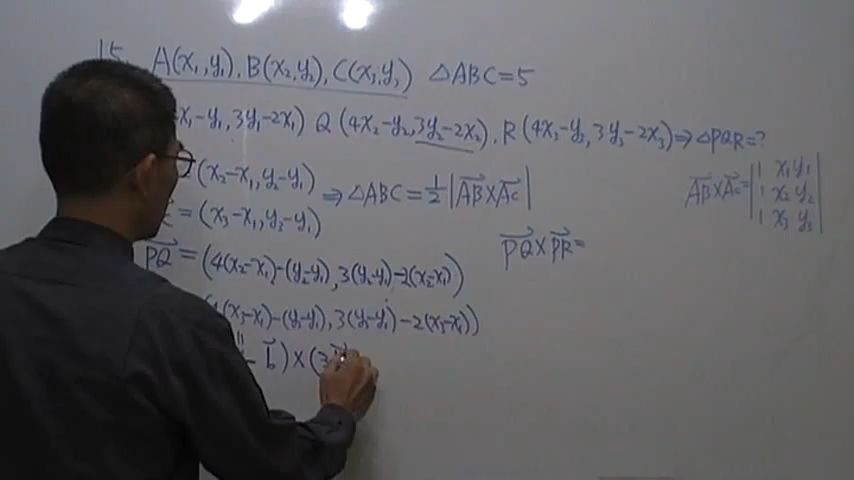 15. A(x₁,y₁), B(x₂,y₂), C(x₃,y₃) △ABC=5
x₁-y₁, 3y₁-2x₁) Q(4x₂-y₂, 3y₂-2x₂), R(4x₃-y₃, 3y₃-2x₃) ⇒ △PQR=?
(x₂-x₁, y₂-y₁) ⇒ △ABC = 1/2 |AB⃗×AC⃗|
= (x₃-x₁, y₃-y₁)
AB⃗×AC⃗ = |1 x₁ y₁
1 x₂ y₂
1 x₃ y₃|
PQ⃗ = (4(x₂-x₁)-(y₂-y₁), 3(y₂-y₁)-2(x₂-x₁))
PQ⃗×PR⃗ =
(4(x₃-x₁)-(y₃-y₁), 3(y₃-y₁)-2(x₃-x₁))
- b⃗)×(3